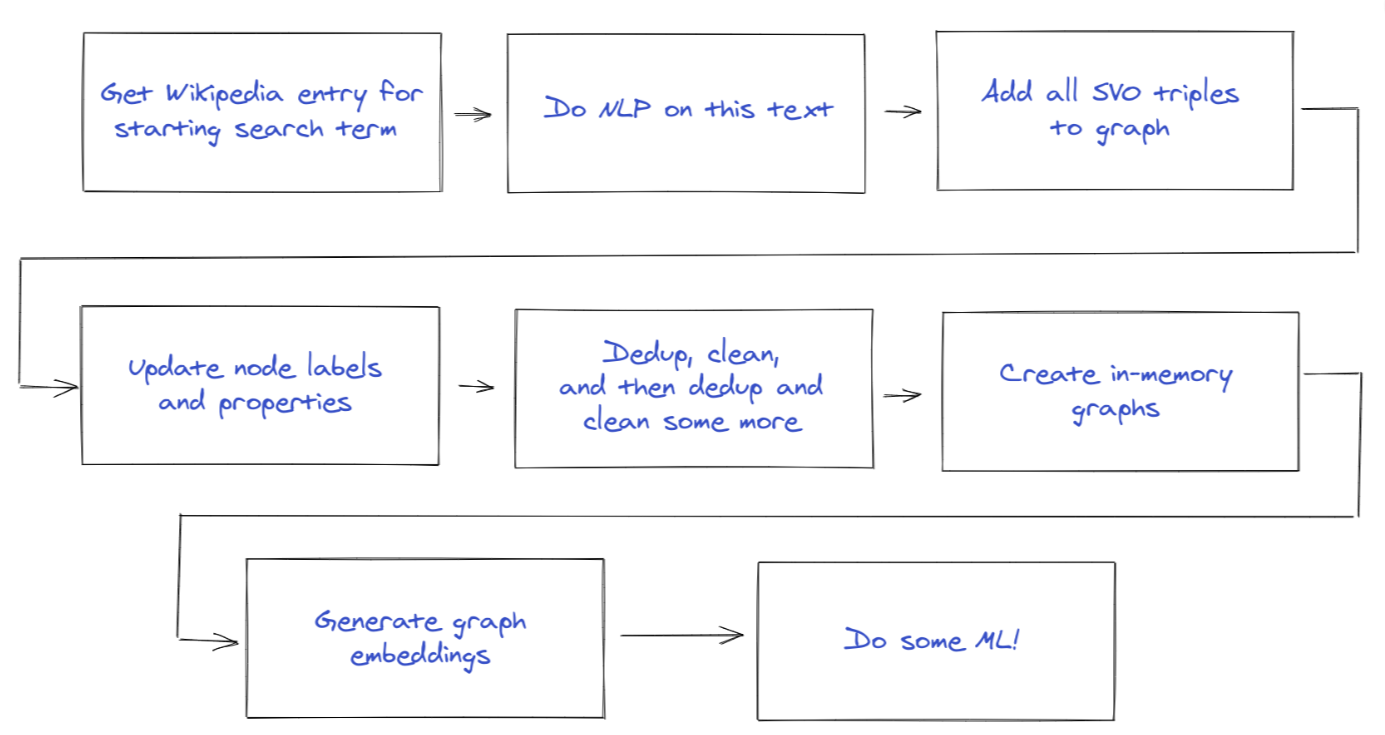 Get Wikipedia entry for
starting search term
Do NLP on this text
Add all SVO triples
to graph
Update node labels
and properties
Dedup, clean,
and then dedup and
clean some more
Create in-memory
graphs
Generate graph
embeddings
Do some ML!